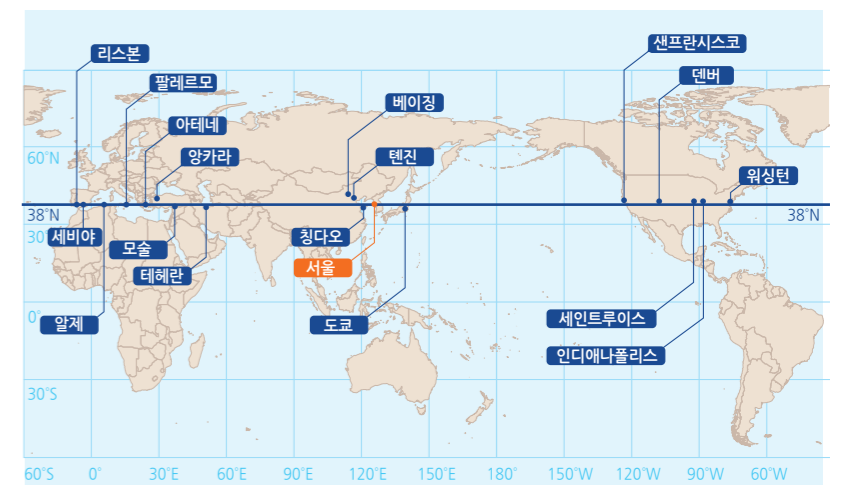 리스본
샌프란시스코
덴버
팔레르모
베이징
아테네
앙카라
톈진
워싱턴
60°N
38°N
38°N
30°
세비야
모술
칭다오
테헤란
서울
0°
알제
도쿄
세인트루이스
인디애나폴리스
30°S
60°S 0° 30°E 60°E 90°E 120°E 150°E 180° 150°W 120°W 90°W 60°W